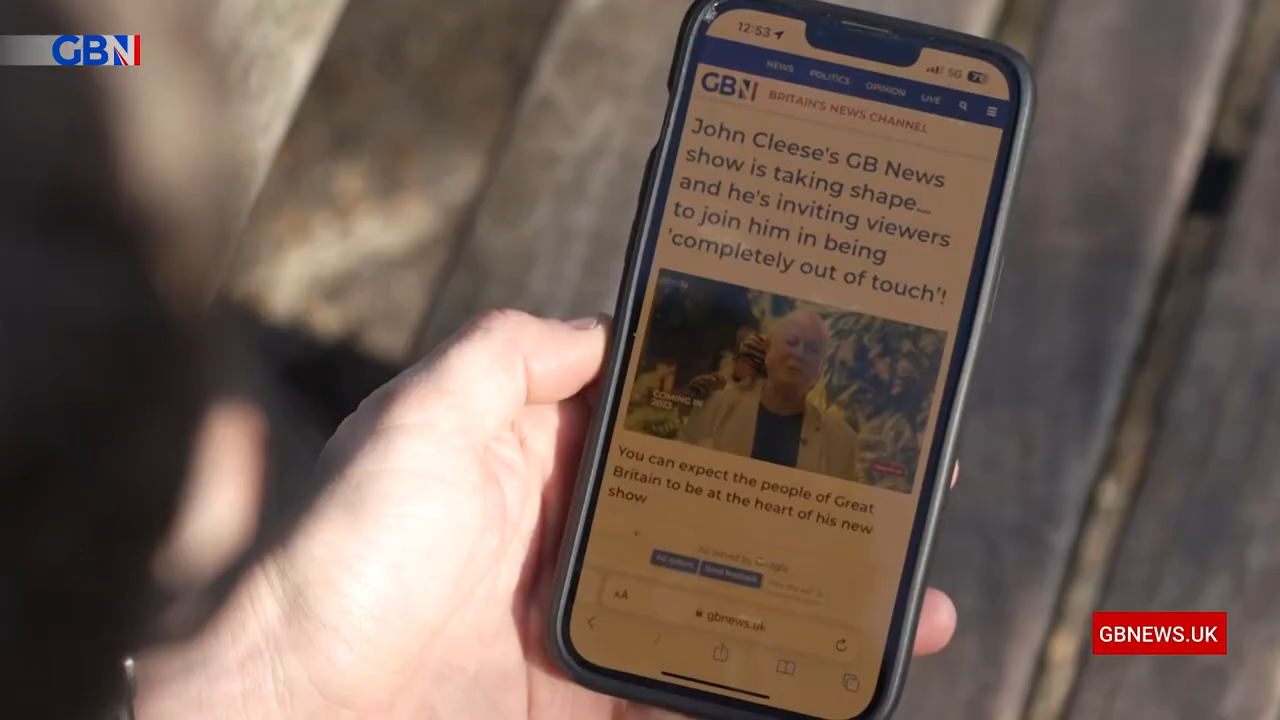 GBN
12:53
5G
NEWS POLITICS OPINION LIVE
GBN BRITAIN'S NEWS CHANNEL
John Cleese's GB News
show is taking shape...
and he's inviting viewers
to join him in being
'completely out of touch'!
COMING IN
2023
You can expect the people of Great
Britain to be at the heart of his new
show
Ad served by Google
Ad options Send feedback
AA gbnews.uk
GBNEWS.UK